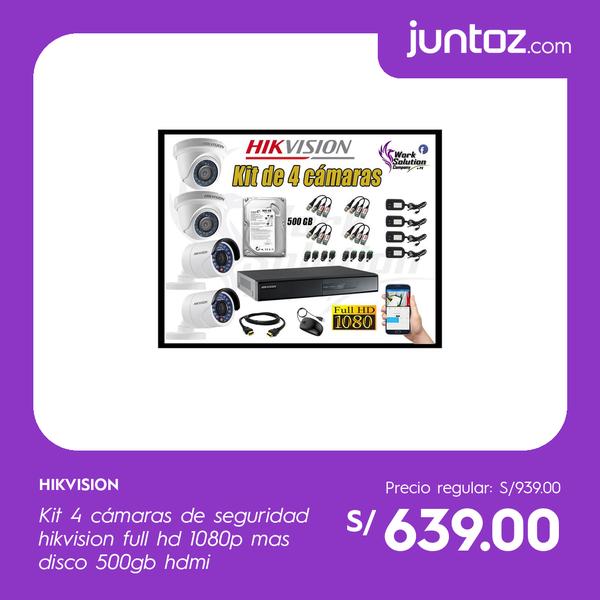 juntoz.com
HIKVISION
Work
Solution
Company
Kit de 4 cámaras
500 GB
Full HD
1080
HIKVISION
Kit 4 cámaras de seguridad
hikvision full hd 1080p mas
disco 500gb hdmi
Precio regular: S/939.00
S/ 639.00